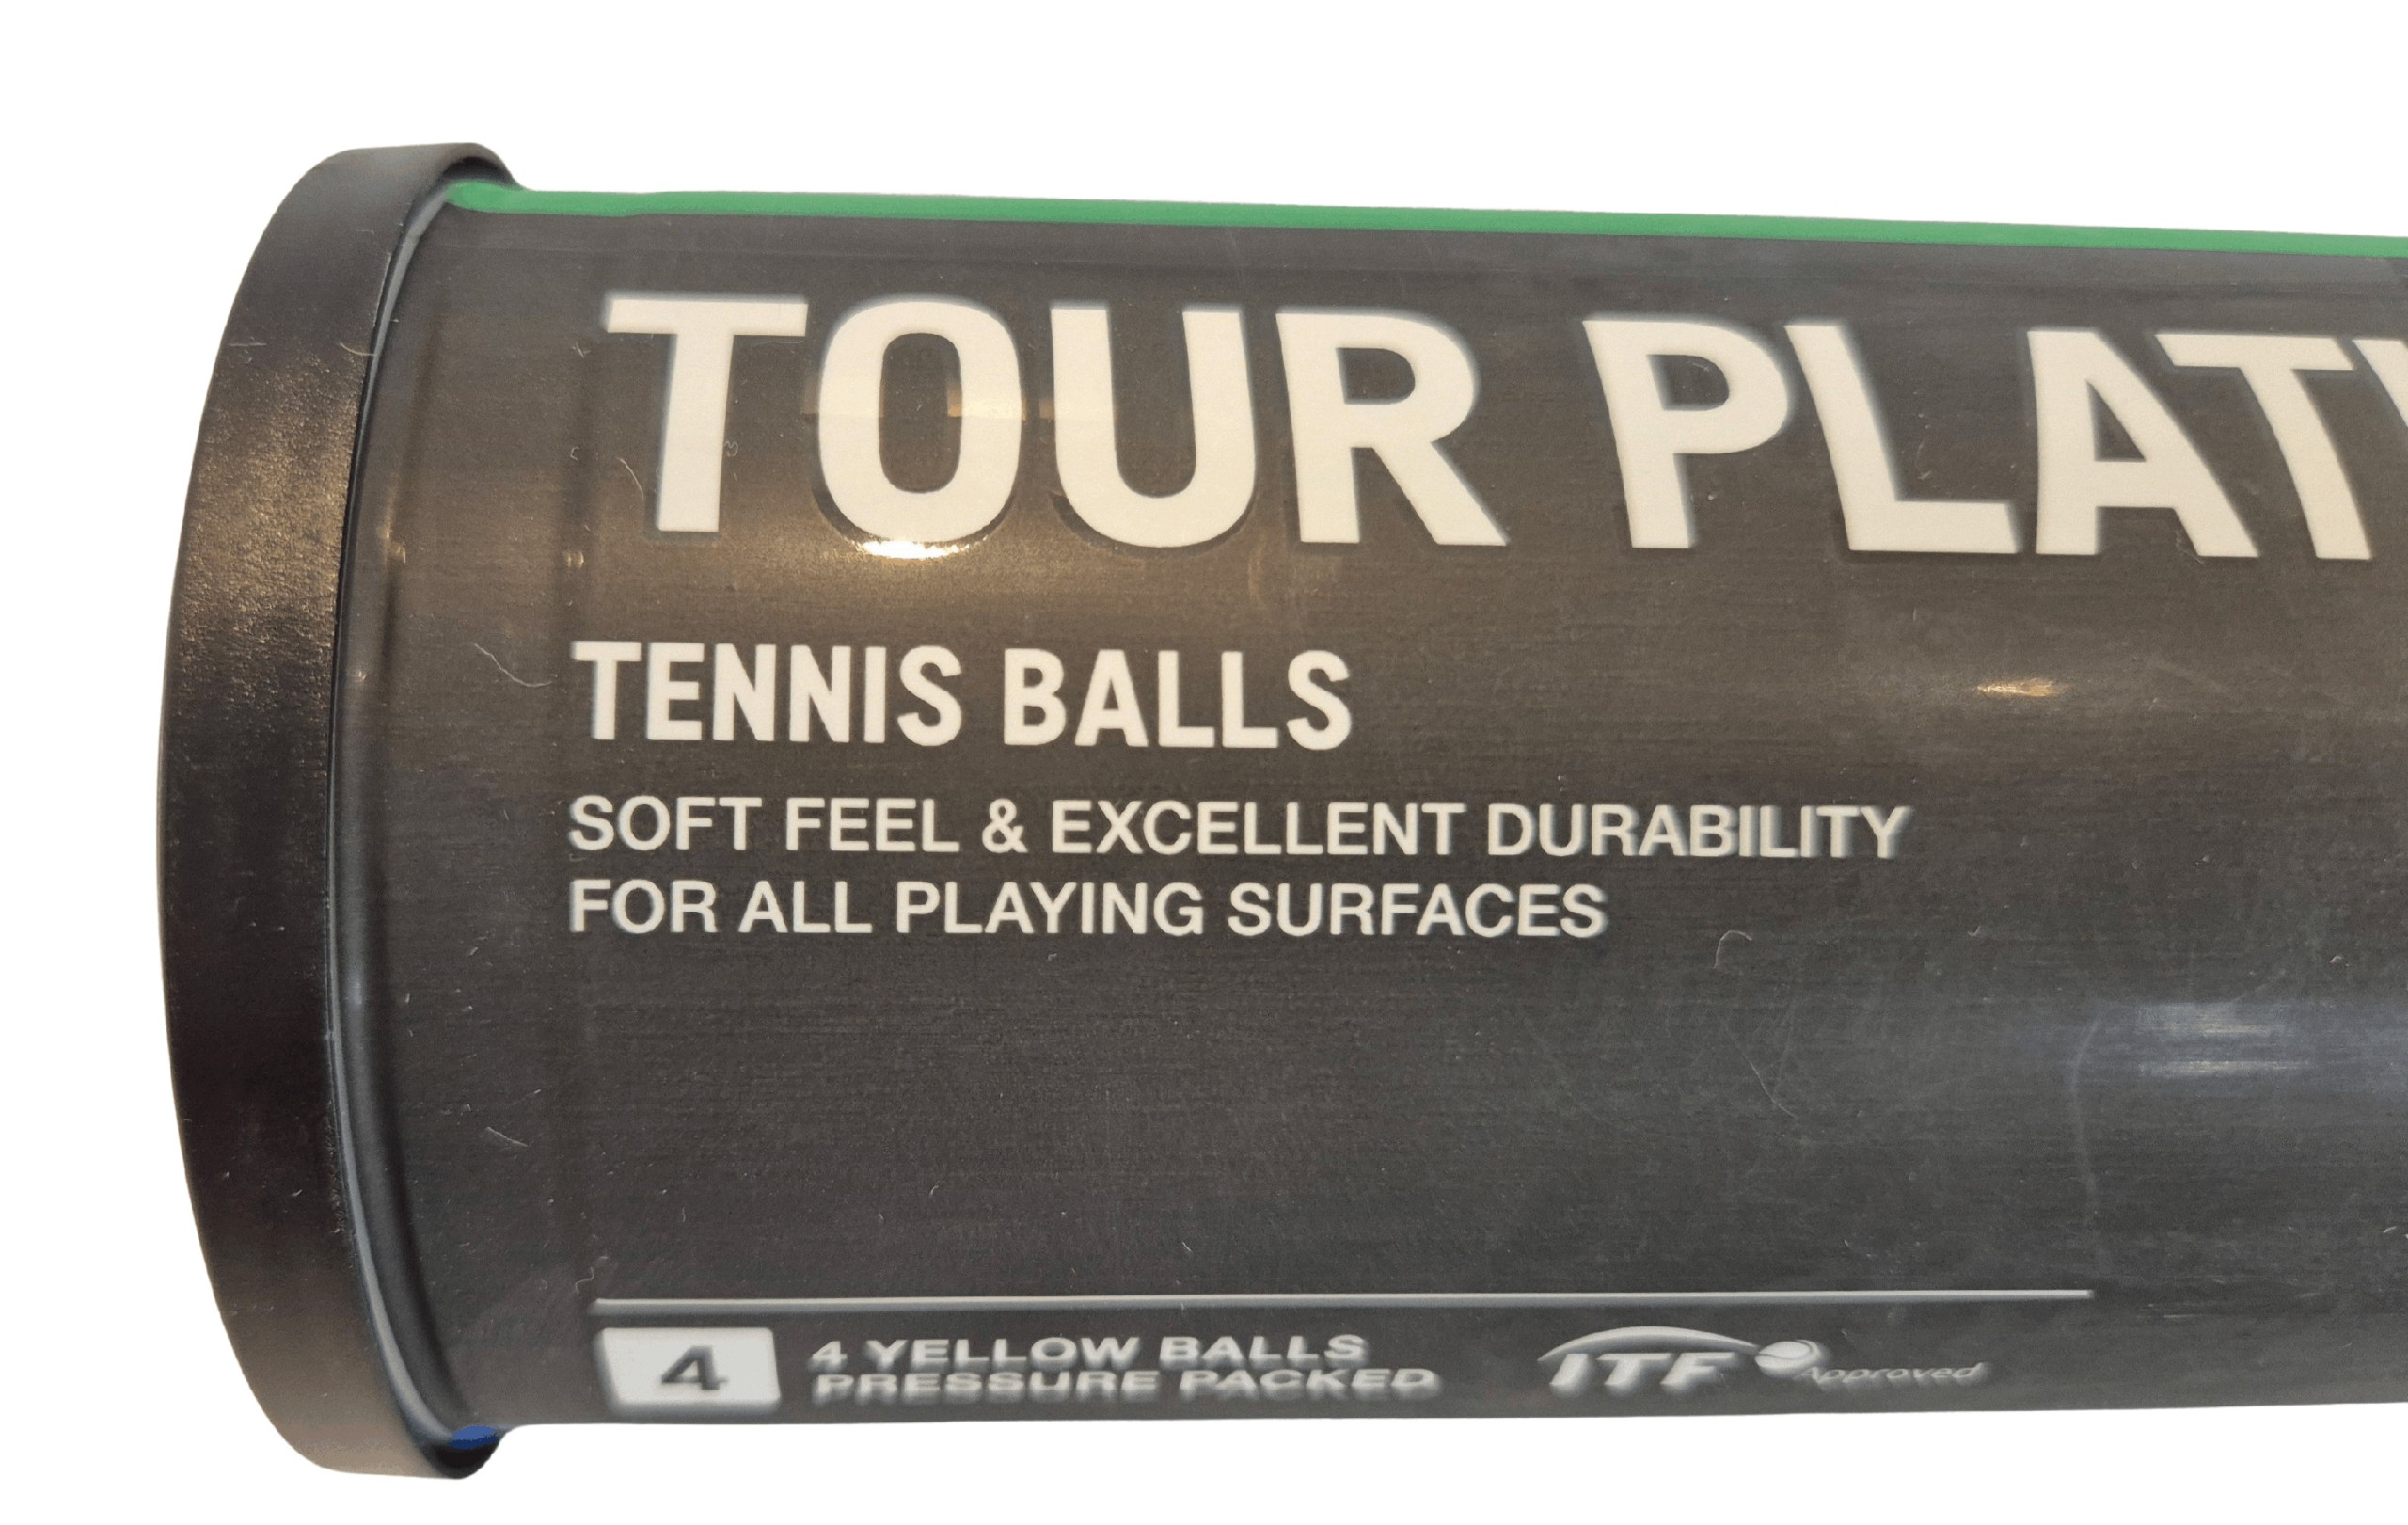 TOUR PLAT
TENNIS BALLS
SOFT FEEL & EXCELLENT DURABILITY
FOR ALL PLAYING SURFACES
4
4 YELLOW BALLS
PRESSURE PACKED
ITF Approved